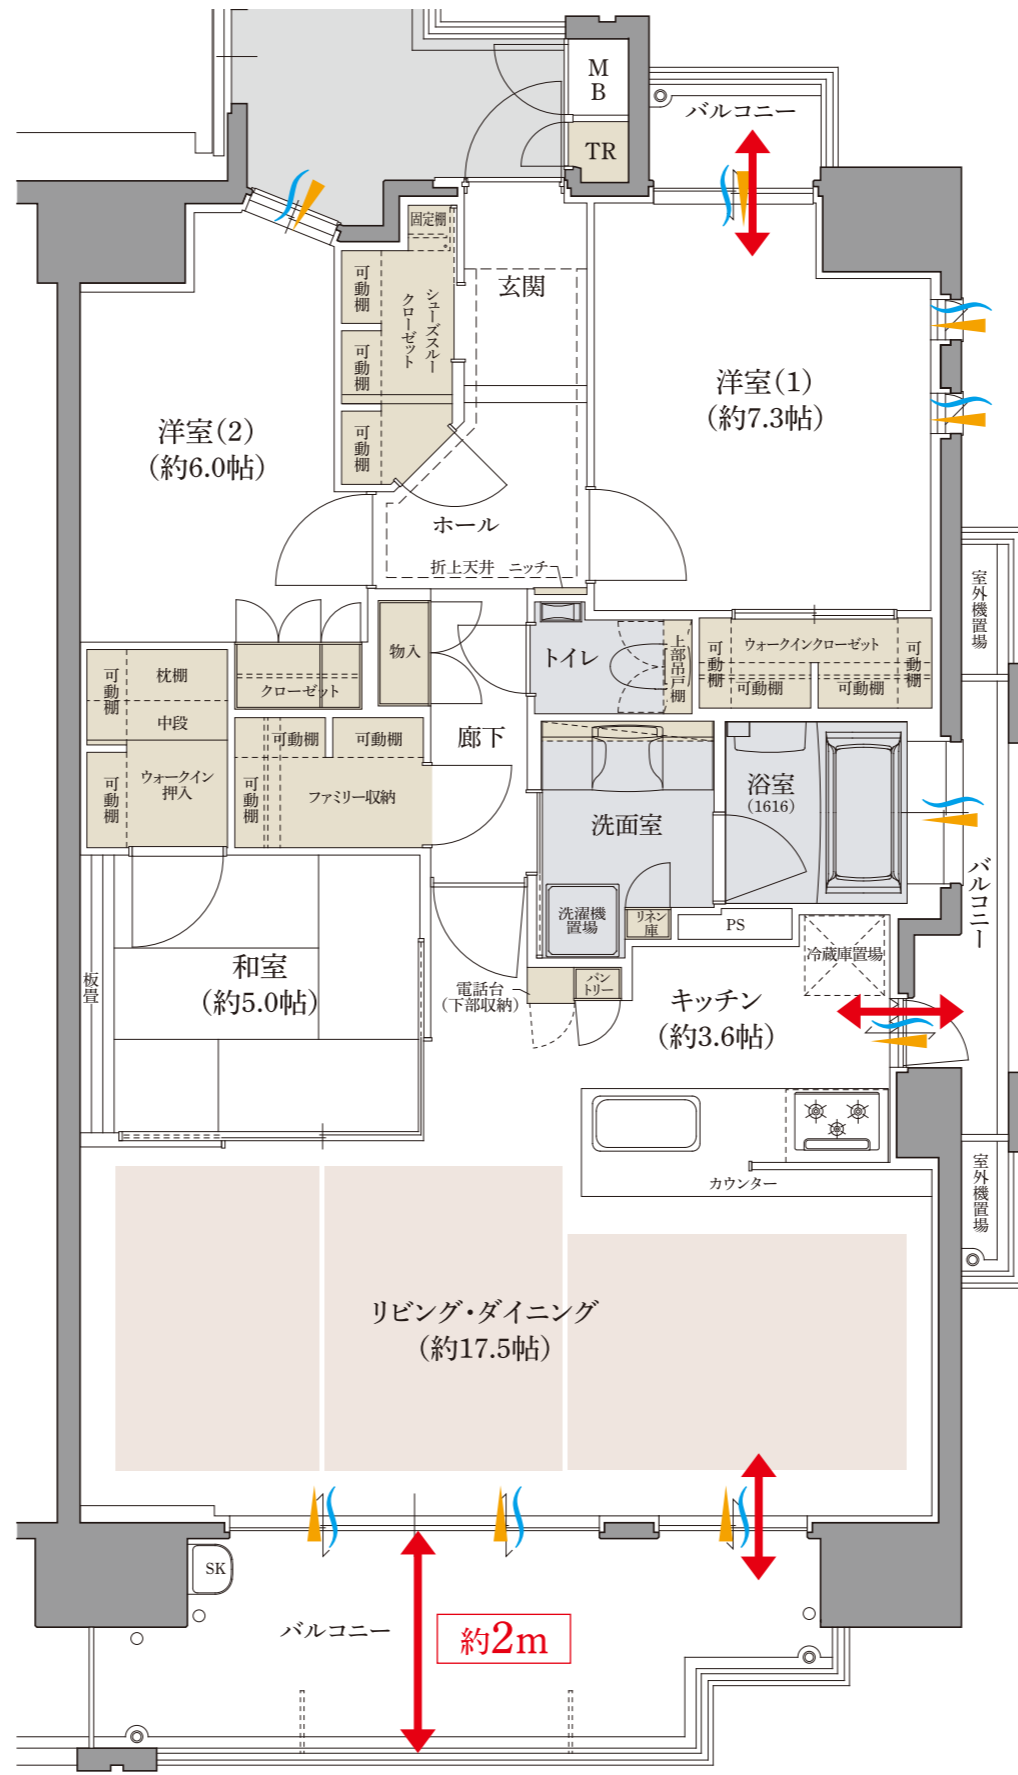 M
B
TR
バルコニー
固定棚
可動棚
可動棚
可動棚
シューズスルー
クローゼット
玄関
洋室(1)
(約7.3帖)
洋室(2)
(約6.0帖)
ホール
折上天井
ニッチ
室外機置場
物入
トイレ
上部吊戸棚
可動棚
ウォークインクローゼット
可動棚
可動棚
可動棚
可動棚
枕棚
中段
クローゼット
可動棚
ウォークイン
押入
可動棚
可動棚
可動棚
ファミリー収納
廊下
洗面室
浴室
(1616)
バルコニー
洗濯機
置場
リネン
庫
PS
冷蔵庫置場
板畳
和室
(約5.0帖)
電話台
(下部収納)
パン
トリー
キッチン
(約3.6帖)
カウンター
室外機置場
リビング・ダイニング
(約17.5帖)
SK
バルコニー
約2m